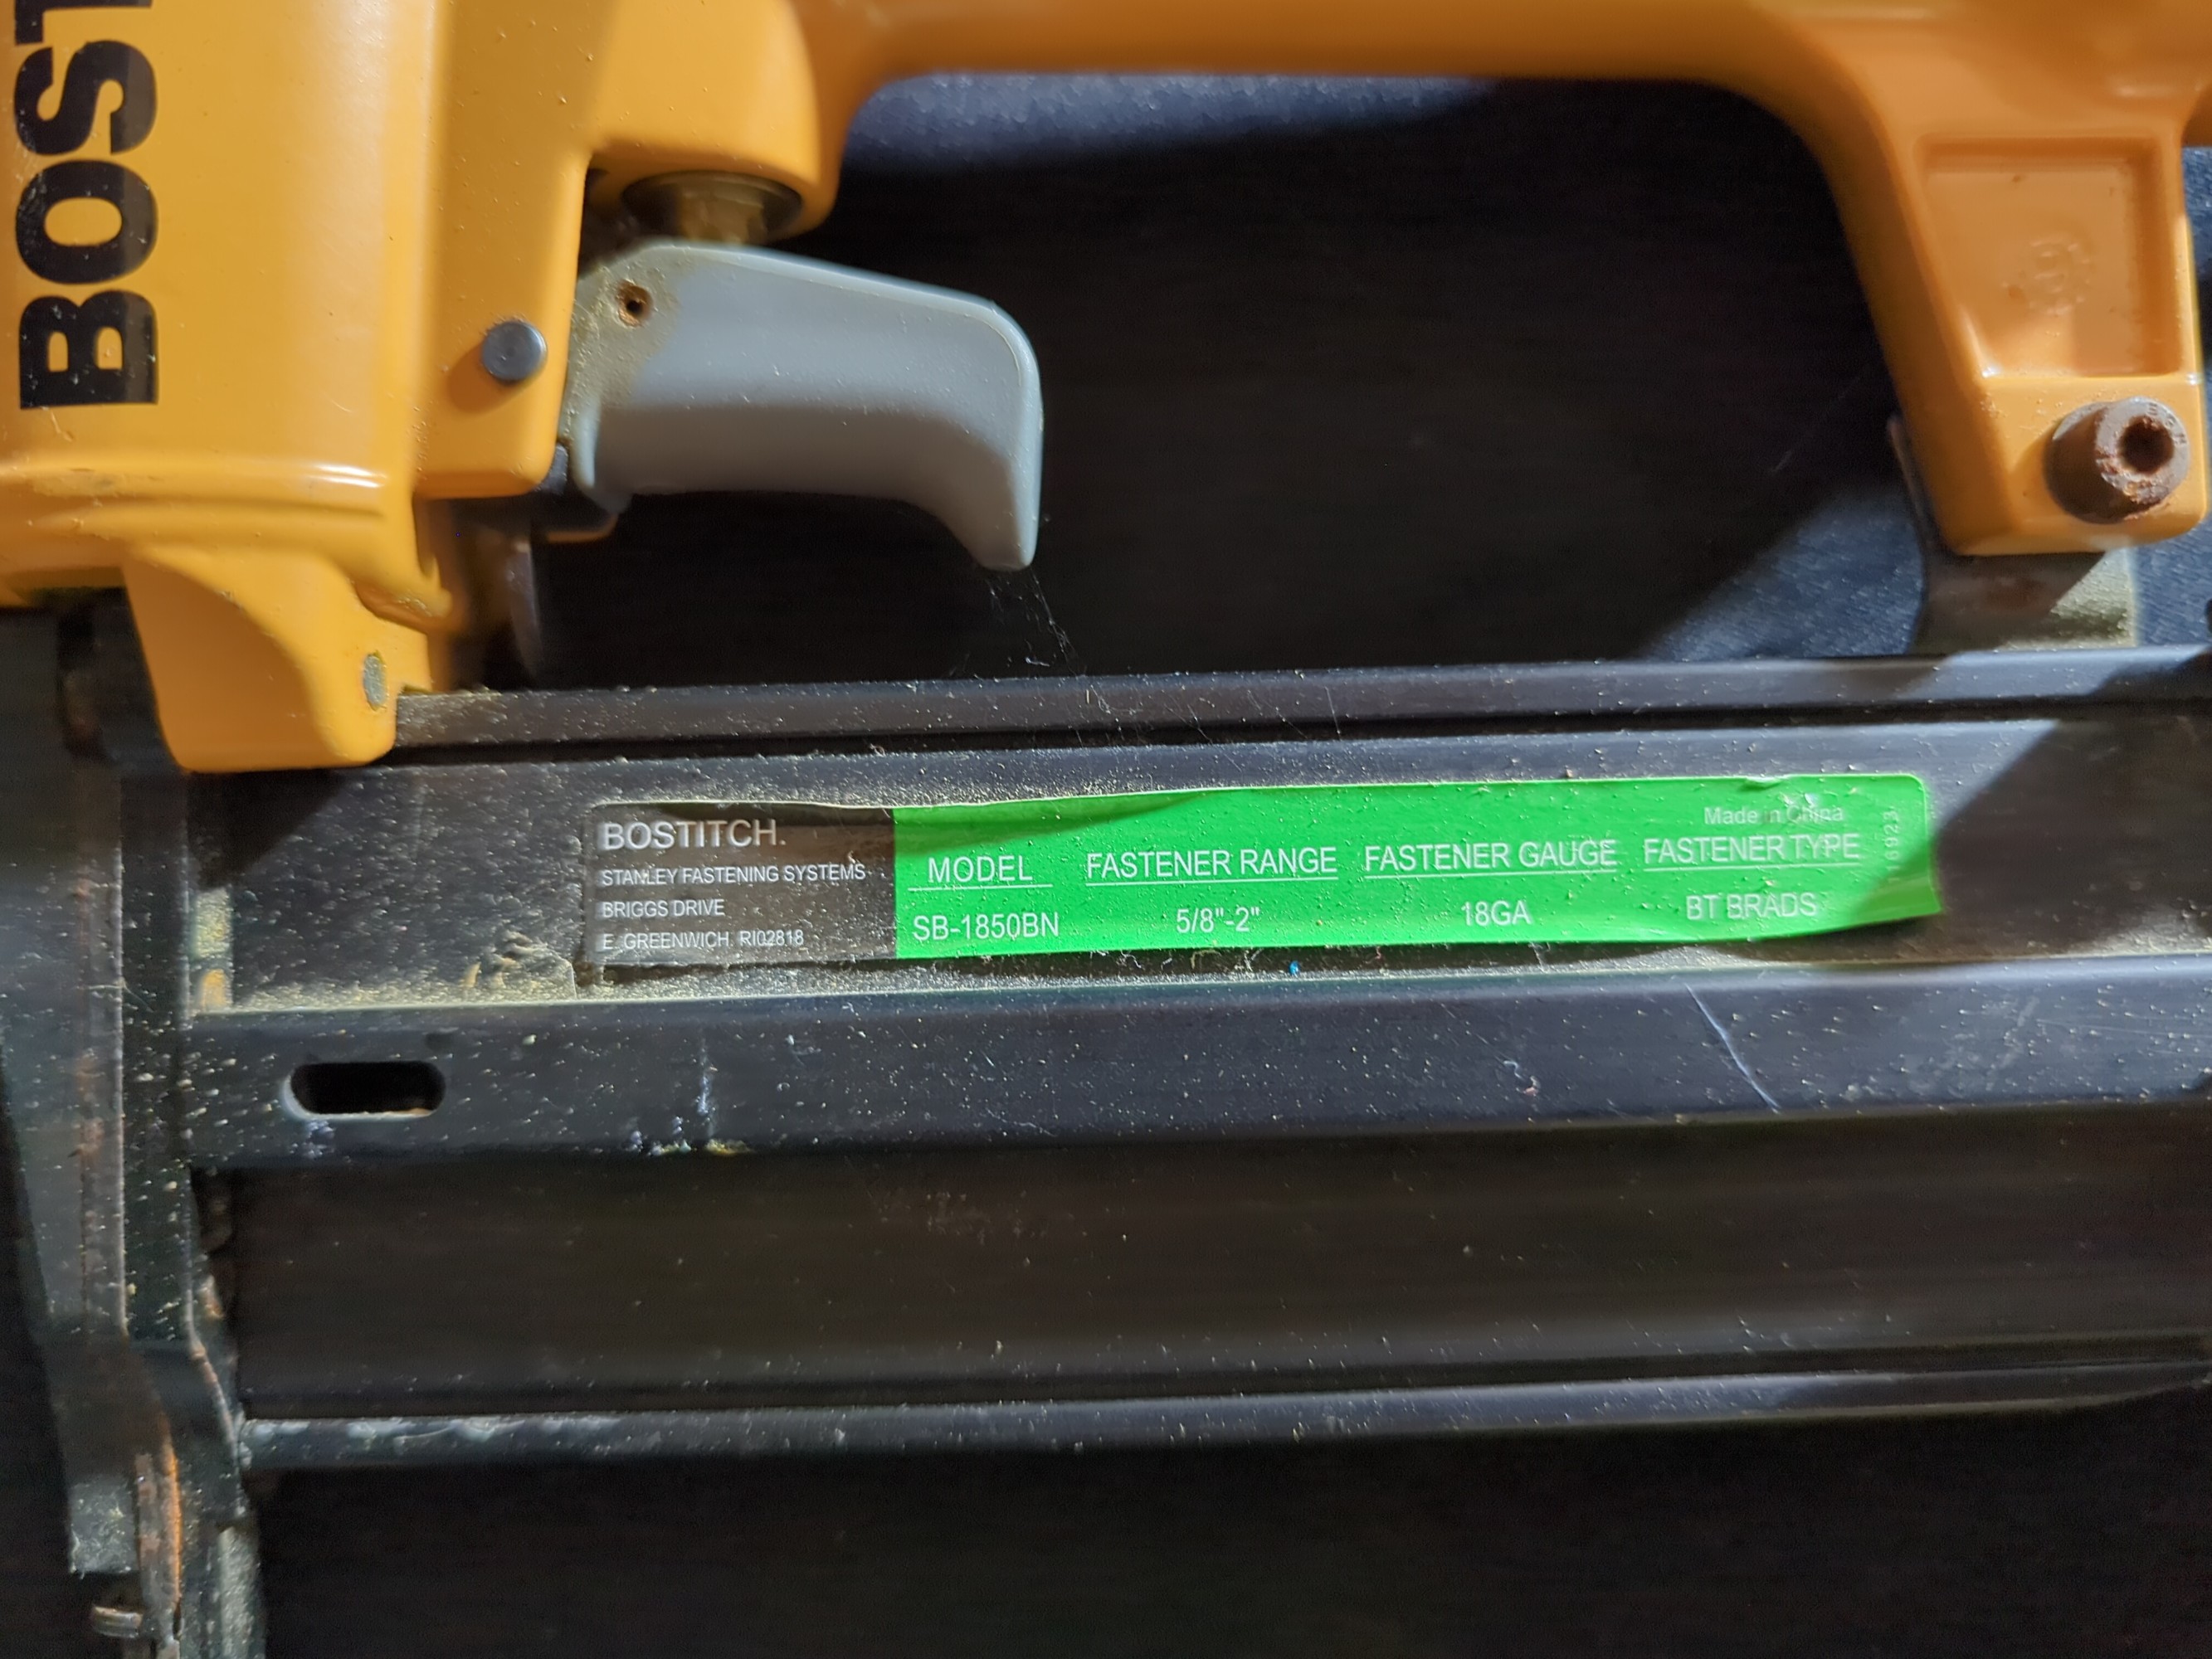 BOST
BOSTITCH.
STANLEY FASTENING SYSTEMS
BRIGGS DRIVE
E. GREENWICH. RI02818
Made in China
MODEL FASTENER RANGE FASTENER GAUGE FASTENER TYPE
SB-1850BN 5/8"-2" 18GA BT BRADS